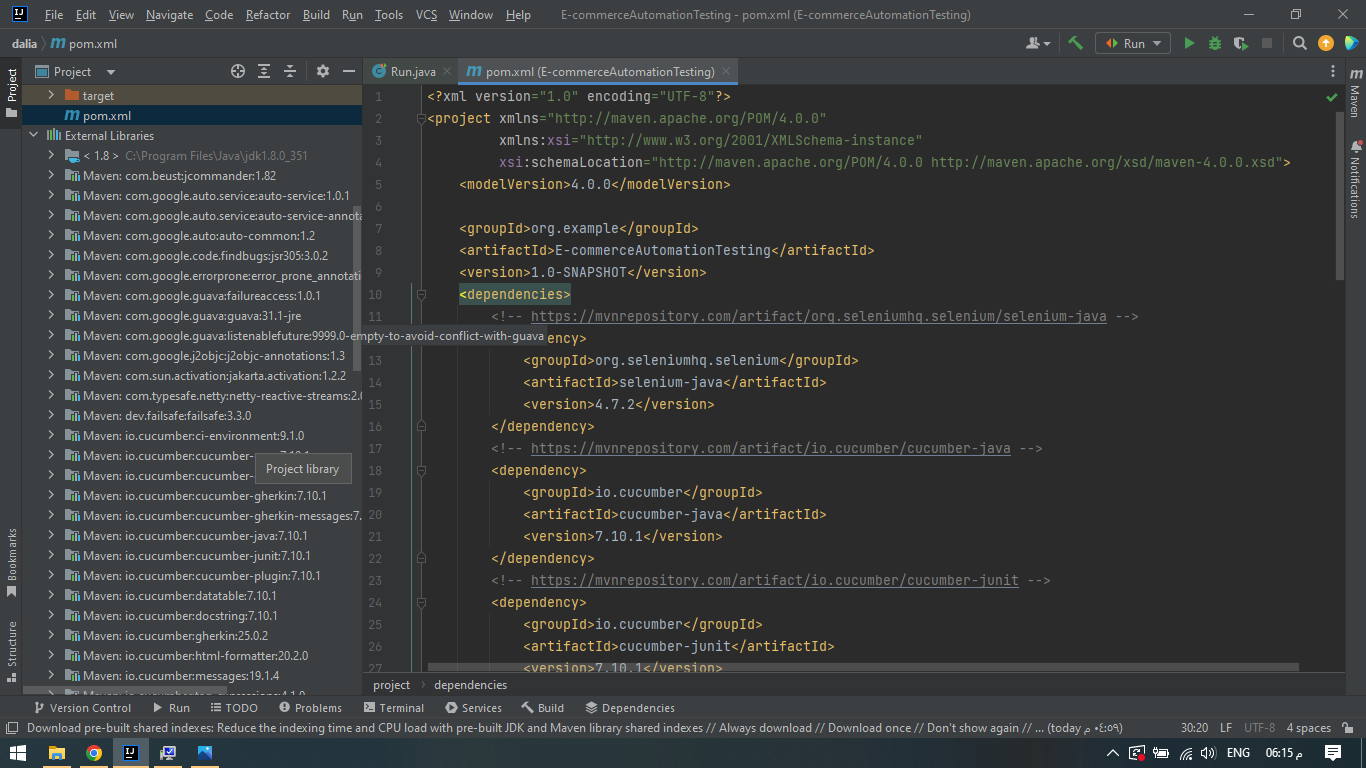 File Edit View Navigate Code Refactor Build Run Tools VCS Window Help E-commerceAutomationTesting - pom.xml (E-commerceAutomationTesting)
dalia pom.xml
Run
Project
Run.java
pom.xml (E-commerceAutomationTesting)
Project
Bookmarks
Structure
Maven
Notifications
target
pom.xml
External Libraries
< 1.8 > C:\Program Files\Java\jdk1.8.0_351
Maven: com.beust:jcommander:1.82
Maven: com.google.auto.service:auto-service:1.0.1
Maven: com.google.auto.service:auto-service-annota
Maven: com.google.auto:auto-common:1.2
Maven: com.google.code.findbugs:jsr305:3.0.2
Maven: com.google.errorprone:error_prone_annotati
Maven: com.google.guava:failureaccess:1.0.1
Maven: com.google.guava:guava:31.1-jre
Maven: com.google.guava:listenablefuture:9999.0-empty-to-avoid-conflict-with-guava
Maven: com.google.j2objc:j2objc-annotations:1.3
Maven: com.sun.activation:jakarta.activation:1.2.2
Maven: com.typesafe.netty:netty-reactive-streams:2.0
Maven: dev.failsafe:failsafe:3.3.0
Maven: io.cucumber:ci-environment:9.1.0
Maven: io.cucumber:cucumber-
Maven: io.cucumber:cucumber-
Project library
Maven: io.cucumber:cucumber-gherkin:7.10.1
Maven: io.cucumber:cucumber-gherkin-messages:7.
Maven: io.cucumber:cucumber-java:7.10.1
Maven: io.cucumber:cucumber-junit:7.10.1
Maven: io.cucumber:cucumber-plugin:7.10.1
Maven: io.cucumber:datatable:7.10.1
Maven: io.cucumber:docstring:7.10.1
Maven: io.cucumber:gherkin:25.0.2
Maven: io.cucumber:html-formatter:20.2.0
Maven: io.cucumber:messages:19.1.4
1 <?xml version="1.0" encoding="UTF-8"?>
2 <project xmlns="http://maven.apache.org/POM/4.0.0"
3 xmlns:xsi="http://www.w3.org/2001/XMLSchema-instance"
4 xsi:schemaLocation="http://maven.apache.org/POM/4.0.0 http://maven.apache.org/xsd/maven-4.0.0.xsd">
5 <modelVersion>4.0.0</modelVersion>
6
7 <groupId>org.example</groupId>
8 <artifactId>E-commerceAutomationTesting</artifactId>
9 <version>1.0-SNAPSHOT</version>
10 <dependencies>
11 <!-- https://mvnrepository.com/artifact/org.seleniumhq.selenium/selenium-java -->
ency>
13 <groupId>org.seleniumhq.selenium</groupId>
14 <artifactId>selenium-java</artifactId>
15 <version>4.7.2</version>
16 </dependency>
17 <!-- https://mvnrepository.com/artifact/io.cucumber/cucumber-java -->
18 <dependency>
19 <groupId>io.cucumber</groupId>
20 <artifactId>cucumber-java</artifactId>
21 <version>7.10.1</version>
22 </dependency>
23 <!-- https://mvnrepository.com/artifact/io.cucumber/cucumber-junit -->
24 <dependency>
25 <groupId>io.cucumber</groupId>
26 <artifactId>cucumber-junit</artifactId>
27 <version>7.10.1</version>
project dependencies
Version Control Run TODO Problems Terminal Services Build Dependencies
Download pre-built shared indexes: Reduce the indexing time and CPU load with pre-built JDK and Maven library shared indexes // Always download // Download once // Don't show again // ... (today ٠٤:٥٩ م) 30:20 LF UTF-8 4 spaces
ENG 06:15 م